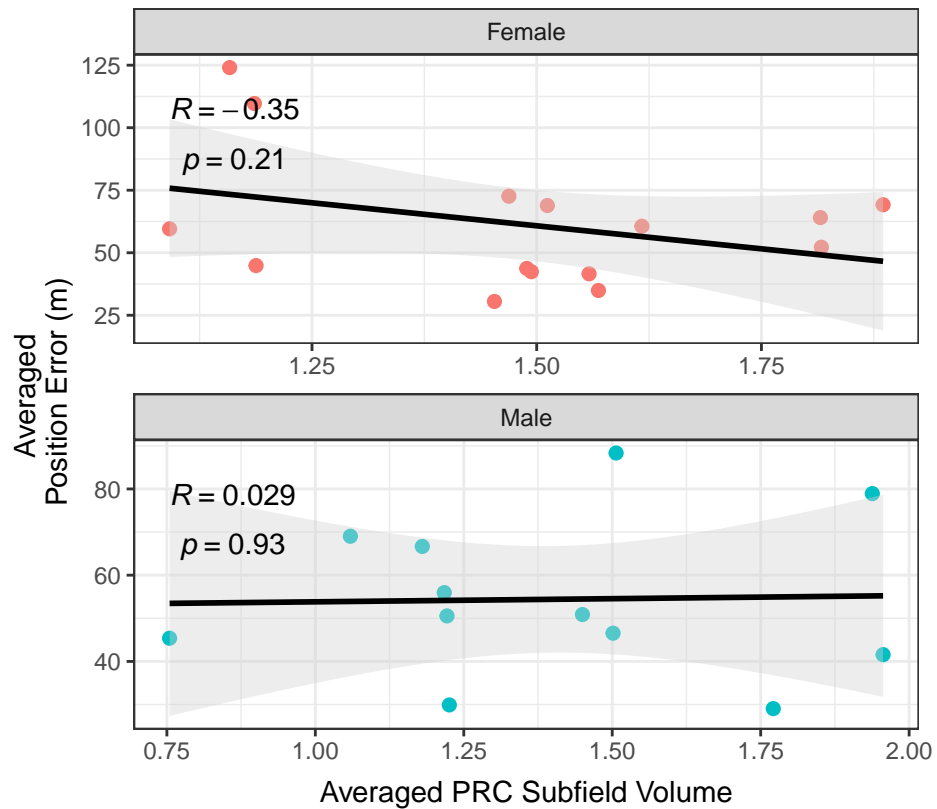 Female
125
100
75
50
25
R = −0.35
p = 0.21
1.25 1.50 1.75
Averaged
Position Error (m)
Male
80
60
40
R = 0.029
p = 0.93
0.75 1.00 1.25 1.50 1.75 2.00
Averaged PRC Subfield Volume